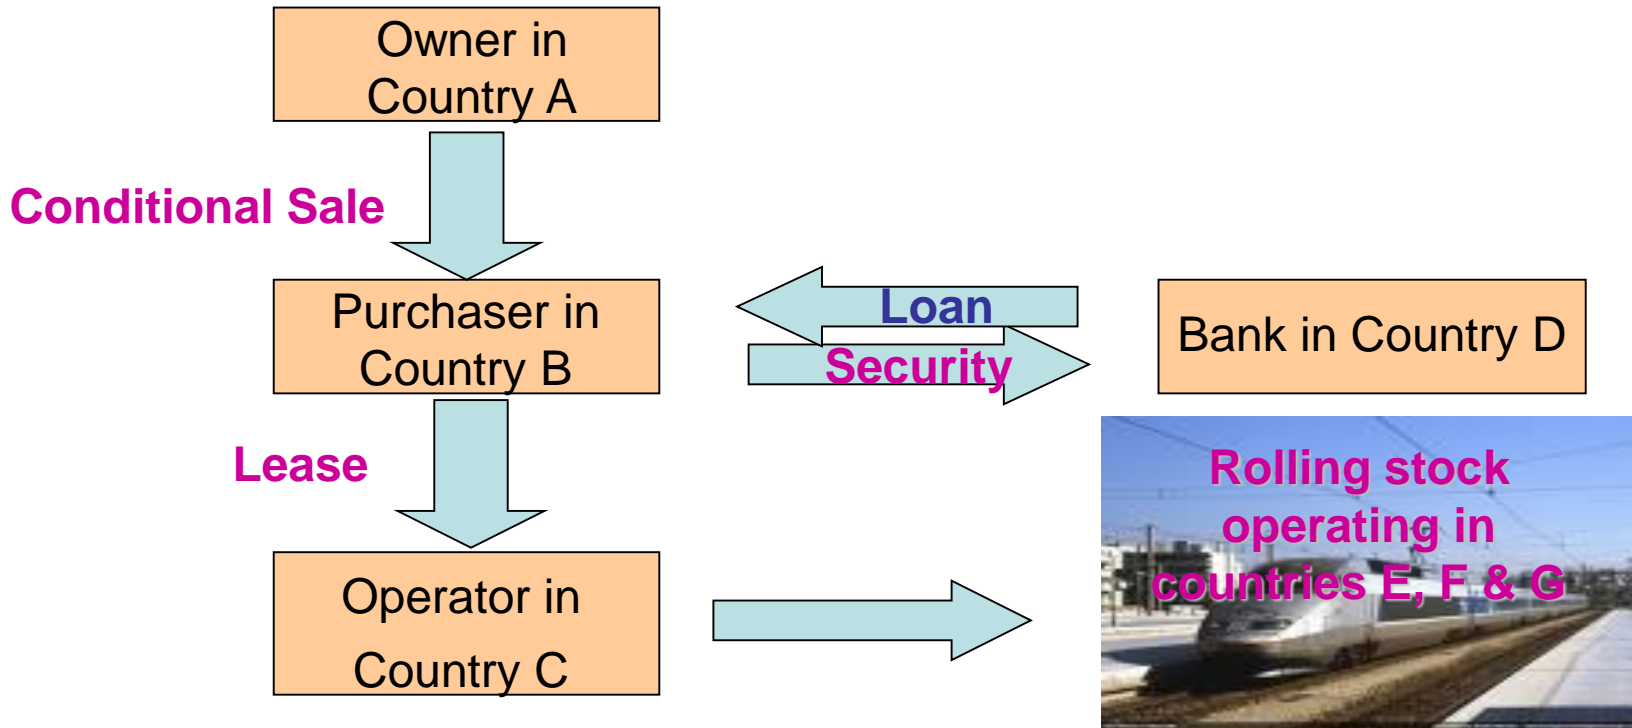 Owner in
Country A
Conditional Sale
Purchaser in
Country B
Loan
Security
Bank in Country D
Lease
Rolling stock
operating in
countries E, F & G
Operator in
Country C